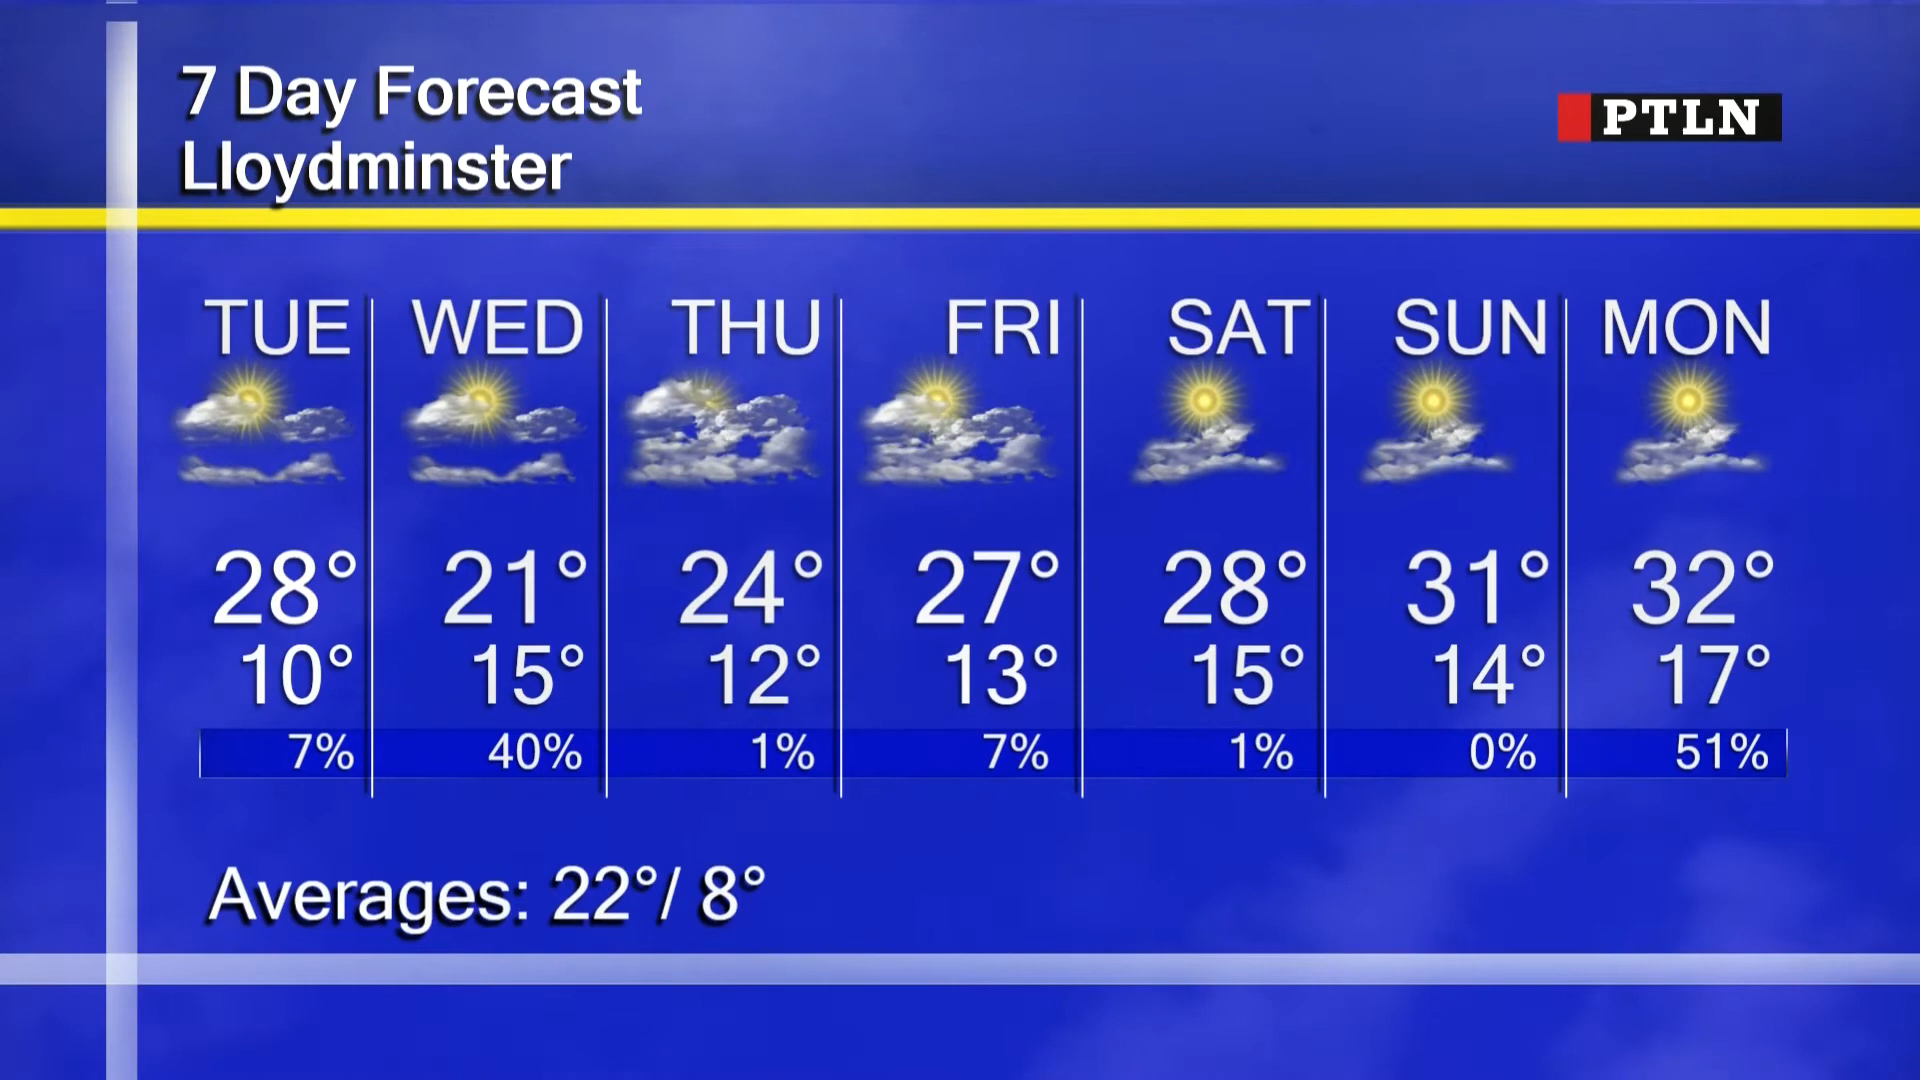 7 Day Forecast
Lloydminster
PTLN
TUE WED THU FRI SAT SUN MON
28° 21° 24° 27° 28° 31° 32°
10° 15° 12° 13° 15° 14° 17°
7% 40% 1% 7% 1% 0% 51%
Averages: 22°/ 8°